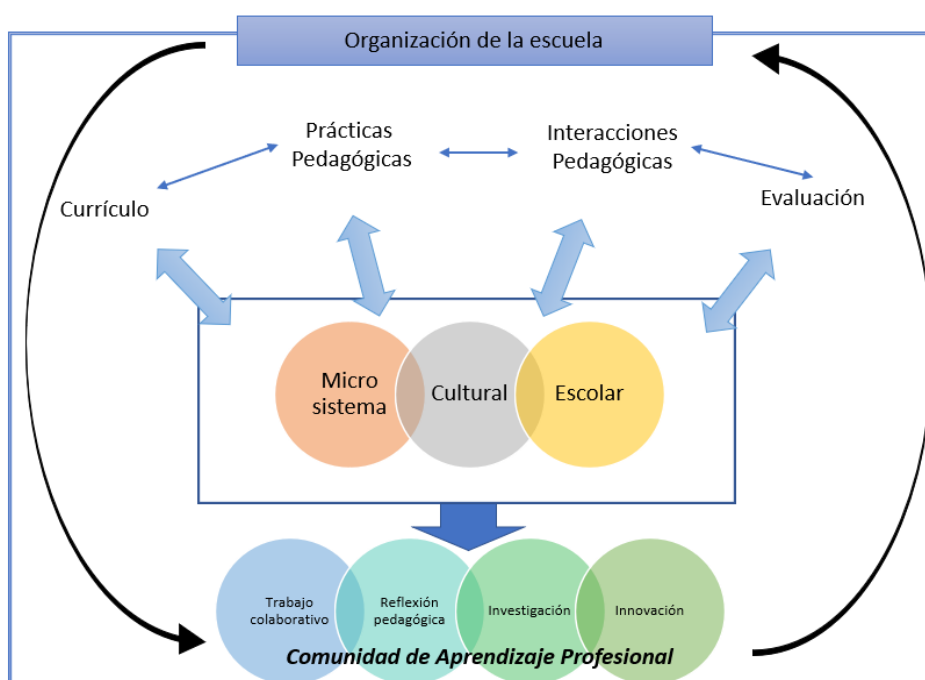 Organización de la escuela
Prácticas
Pedagógicas
Interacciones
Pedagógicas
Currículo
Evaluación
Micro
sistema
Cultural
Escolar
Trabajo
colaborativo
Reflexión
pedagógica
Investigación
Innovación
Comunidad de Aprendizaje Profesional